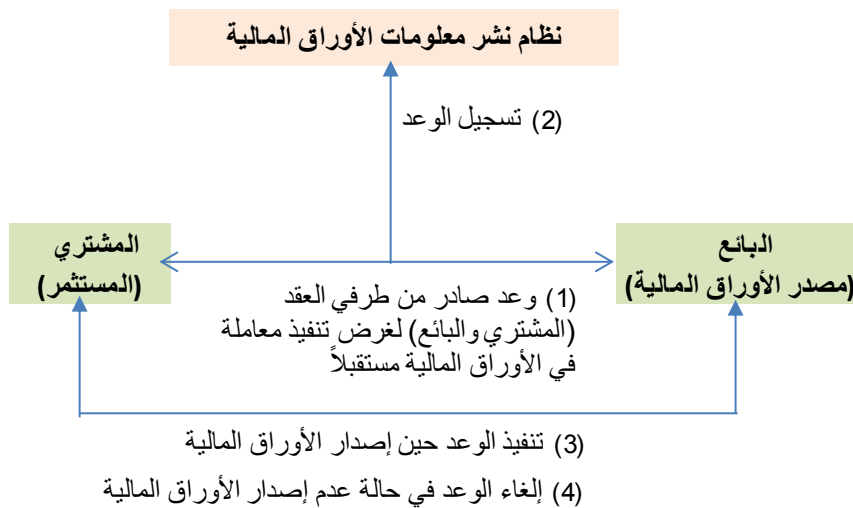 نظام نشر معلومات الأوراق المالية
(2) تسجيل الوعد
البائع
(مصدر الأوراق المالية)
المشتري
(المستثمر)
(1) وعد صادر من طرفي العقد
(المشتري والبائع) لغرض تنفيذ معاملة
في الأوراق المالية مستقبلاً
(3) تنفيذ الوعد حين إصدار الأوراق المالية
(4) إلغاء الوعد في حالة عدم إصدار الأوراق المالية